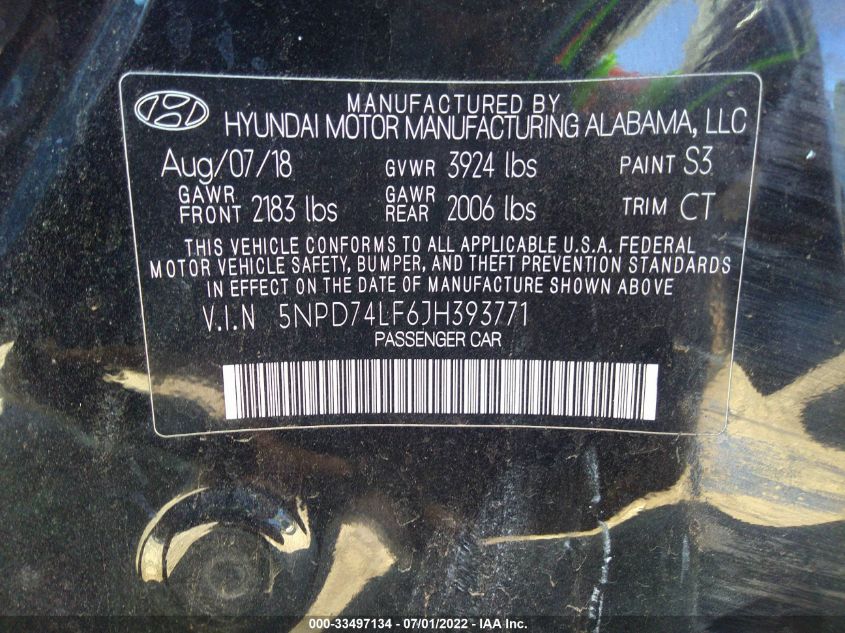 MANUFACTURED BY
HYUNDAI MOTOR MANUFACTURING ALABAMA, LLC
Aug/07/18 GVWR 3924 lbs PAINT S3
GAWR FRONT 2183 lbs GAWR REAR 2006 lbs TRIM CT
THIS VEHICLE CONFORMS TO ALL APPLICABLE U.S.A. FEDERAL
MOTOR VEHICLE SAFETY, BUMPER, AND THEFT PREVENTION STANDARDS
IN EFFECT ON THE DATE OF MANUFACTURE SHOWN ABOVE.
V.I.N 5NPD74LF6JH393771
PASSENGER CAR
000-33497134 - 07/01/2022 - IAA Inc.